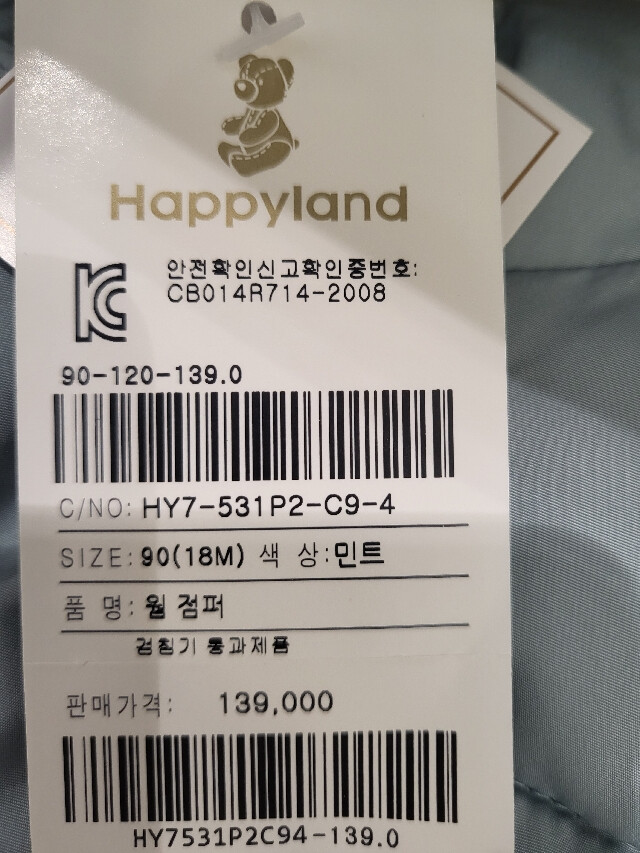 Happyland
안전확인신고확인증번호:
CB014R714-2008
90-120-139.0
C/NO: HY7-531P2-C9-4
SIZE: 90(18M) 색 상:민트
품 명: 웰 점퍼
검침기 통과제품
판매가격: 139,000
HY7531P2C94-139.0